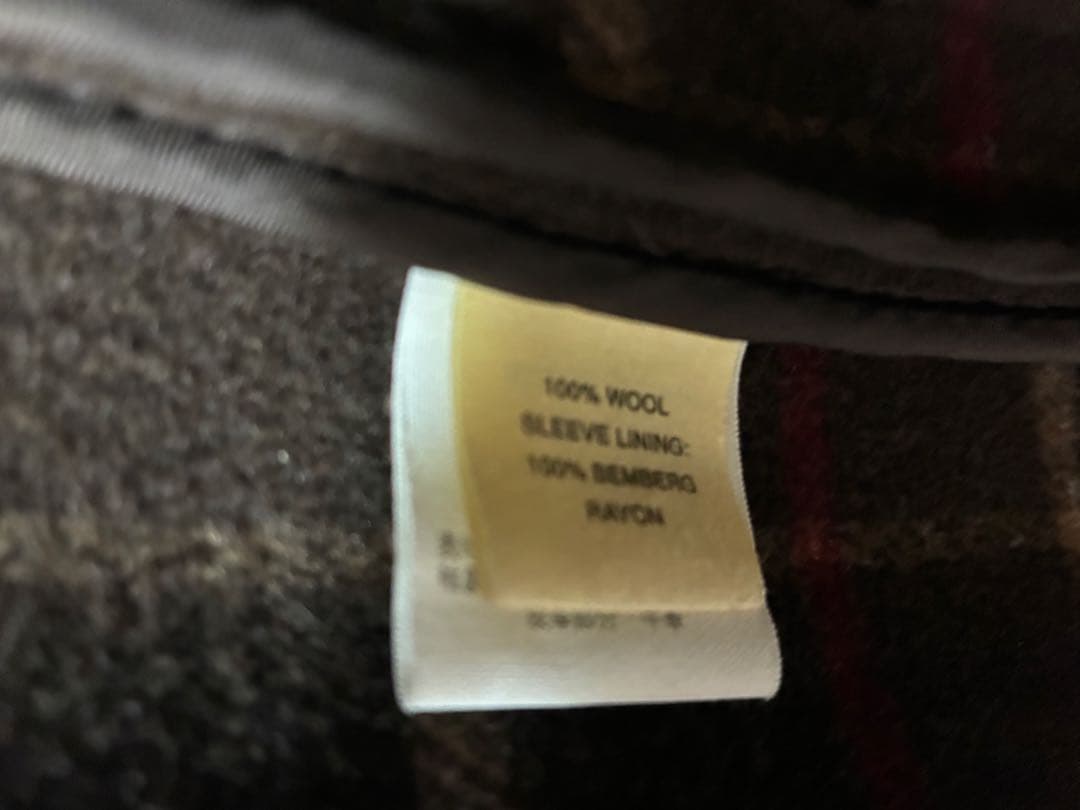 100% WOOL
SLEEVE LINING:
100% BEMBERG
RAYON